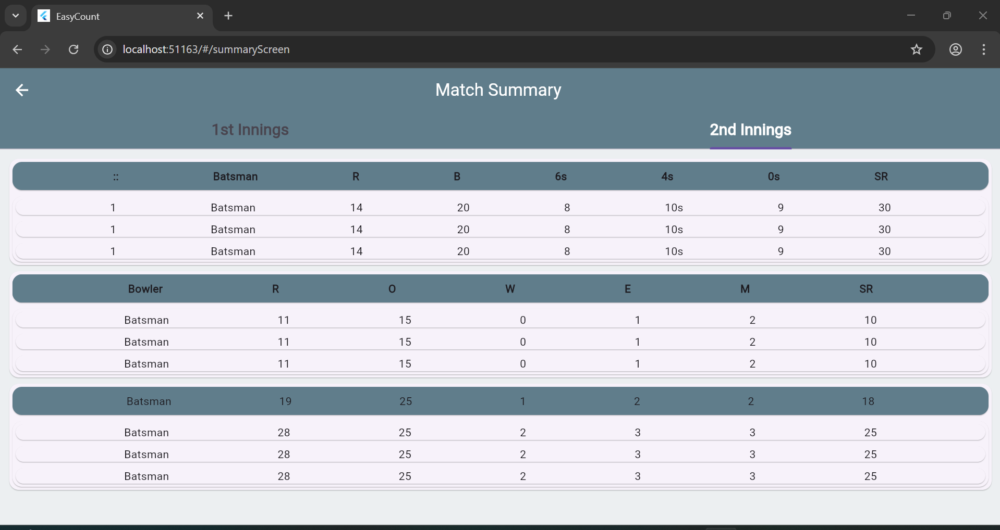 EasyCount
localhost:51163/#/summaryScreen
Match Summary
1st Innings 2nd Innings
:: Batsman R B 6s 4s 0s SR
1 Batsman 14 20 8 10s 9 30
1 Batsman 14 20 8 10s 9 30
1 Batsman 14 20 8 10s 9 30
Bowler R O W E M SR
Batsman 11 15 0 1 2 10
Batsman 11 15 0 1 2 10
Batsman 11 15 0 1 2 10
Batsman 19 25 1 2 2 18
Batsman 28 25 2 3 3 25
Batsman 28 25 2 3 3 25
Batsman 28 25 2 3 3 25